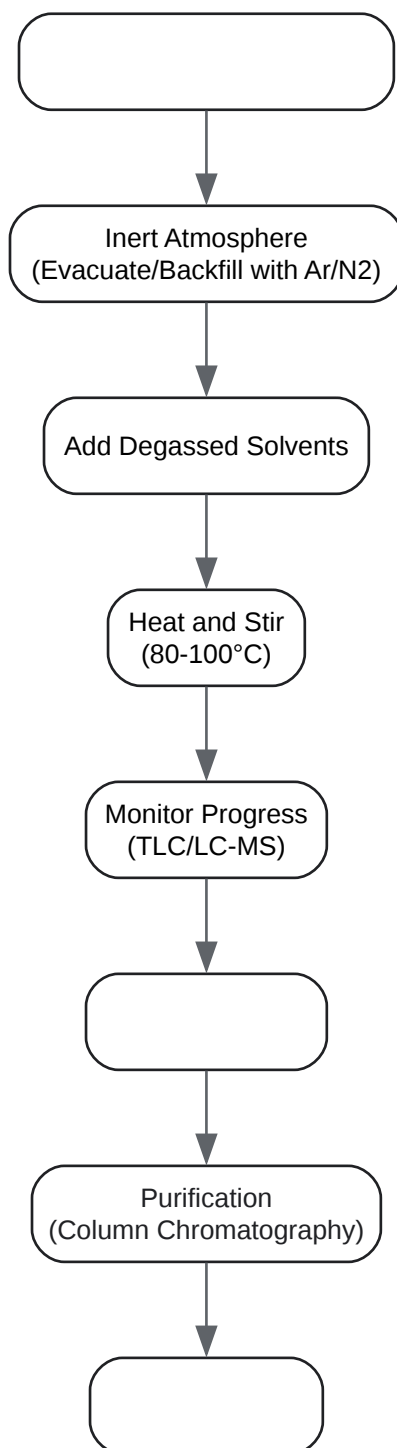 Inert Atmosphere
(Evacuate/Backfill with Ar/N2)
Add Degassed Solvents
Heat and Stir
(80-100°C)
Monitor Progress
(TLC/LC-MS)
Purification
(Column Chromatography)